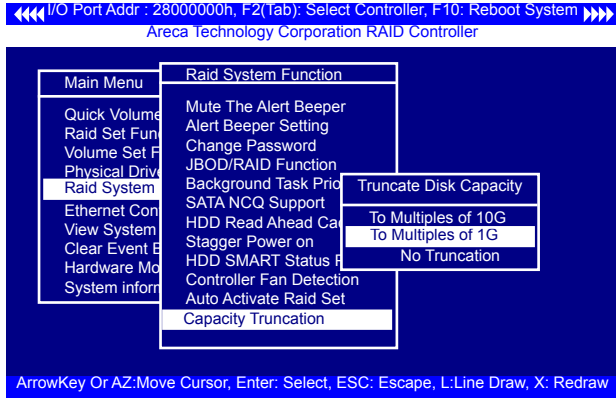 I/O Port Addr : 28000000h, F2(Tab): Select Controller, F10: Reboot System
Areca Technology Corporation RAID Controller
Main Menu
Quick Volume
Raid Set Fun
Volume Set F
Physical Driv
Raid System
Ethernet Con
View System
Clear Event B
Hardware Mo
System inform
Raid System Function
Mute The Alert Beeper
Alert Beeper Setting
Change Password
JBOD/RAID Function
Background Task Prio
SATA NCQ Support
HDD Read Ahead Ca
Stagger Power on
HDD SMART Status P
Controller Fan Detection
Auto Activate Raid Set
Capacity Truncation
Truncate Disk Capacity
To Multiples of 10G
To Multiples of 1G
No Truncation
ArrowKey Or AZ:Move Cursor, Enter: Select, ESC: Escape, L:Line Draw, X: Redraw